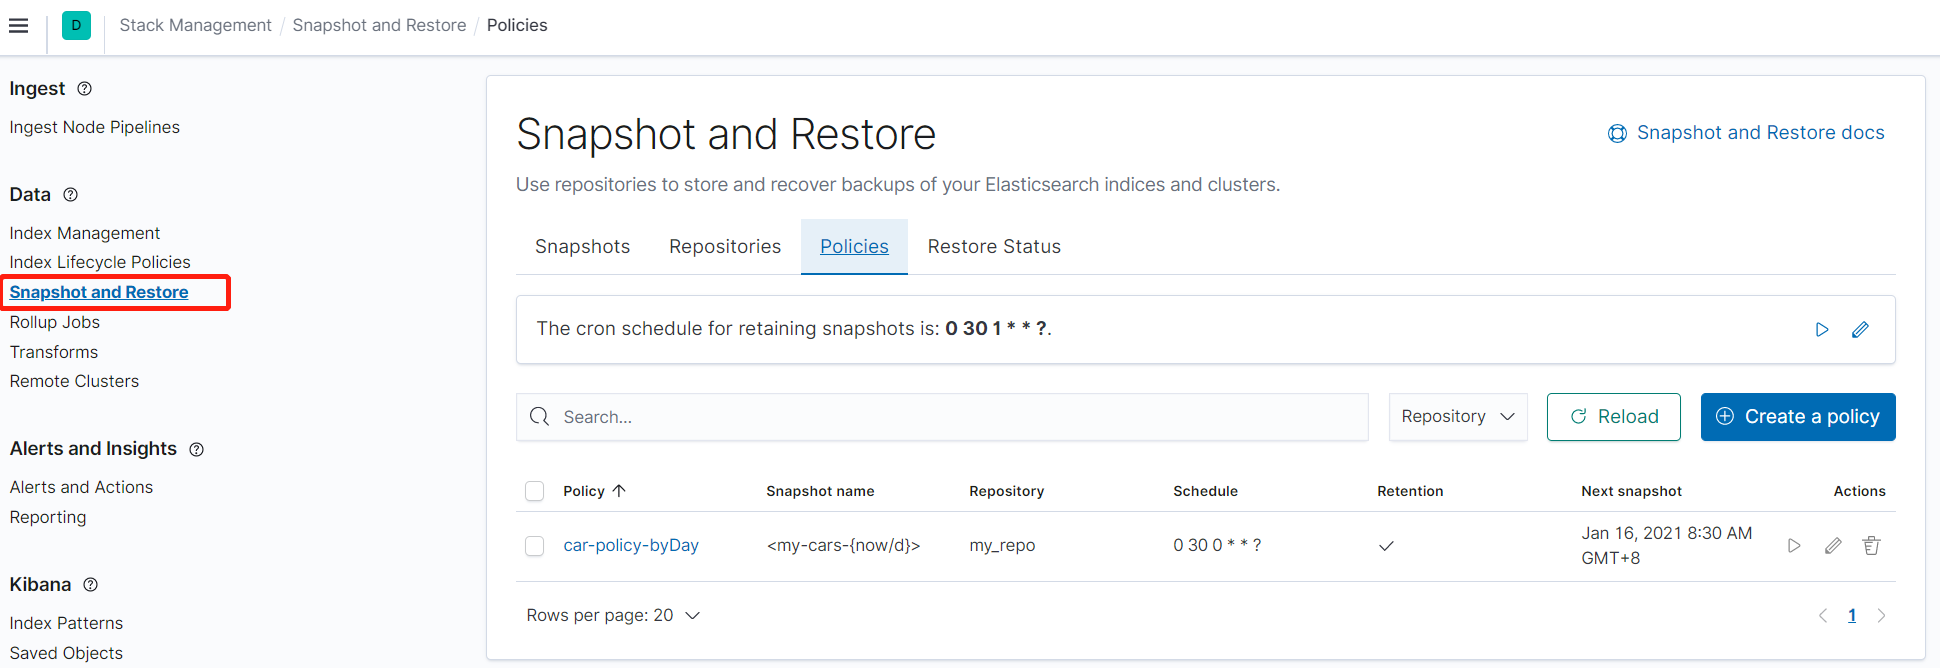 D Stack Management / Snapshot and Restore / Policies
Ingest
Ingest Node Pipelines
Data
Index Management
Index Lifecycle Policies
Snapshot and Restore
Rollup Jobs
Transforms
Remote Clusters
Alerts and Insights
Alerts and Actions
Reporting
Kibana
Index Patterns
Saved Objects
Snapshot and Restore
Snapshot and Restore docs
Use repositories to store and recover backups of your Elasticsearch indices and clusters.
Snapshots Repositories Policies Restore Status
The cron schedule for retaining snapshots is: 0 30 1 * * ?.
Search... Repository Reload Create a policy
Policy Snapshot name Repository Schedule Retention Next snapshot Actions
car-policy-byDay <my-cars-{now/d}> my_repo 0 30 0 * * ? Jan 16, 2021 8:30 AM
GMT+8
Rows per page: 20 1